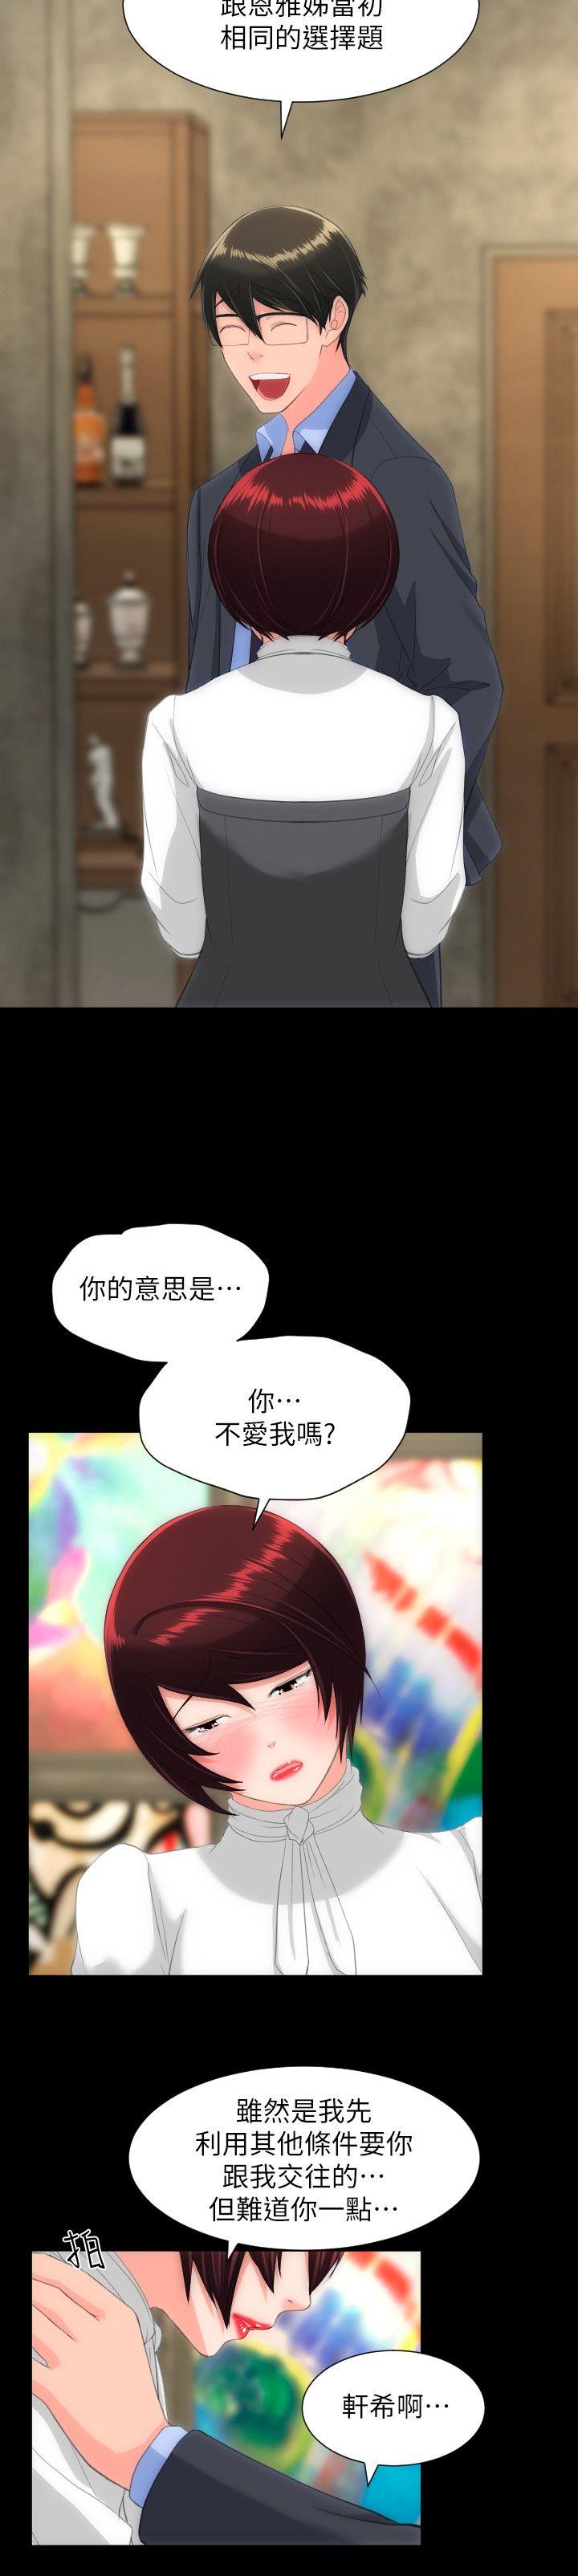 跟恩雅姊當初
相同的選擇題
你的意思是…
你…
不愛我嗎?
雖然是我先
利用其他條件要你
跟我交往的…
但難道你一點…
拍
軒希啊…